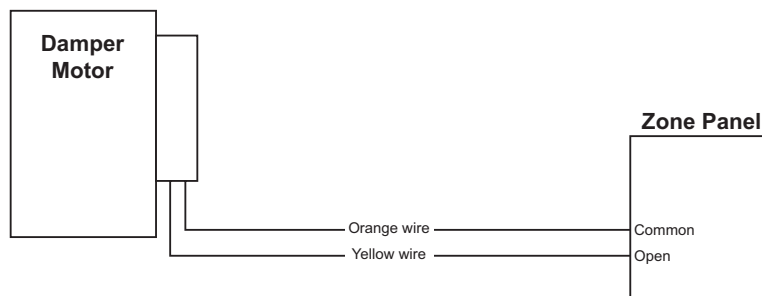 Damper
Motor
Zone Panel
Orange wire
Common
Yellow wire
Open